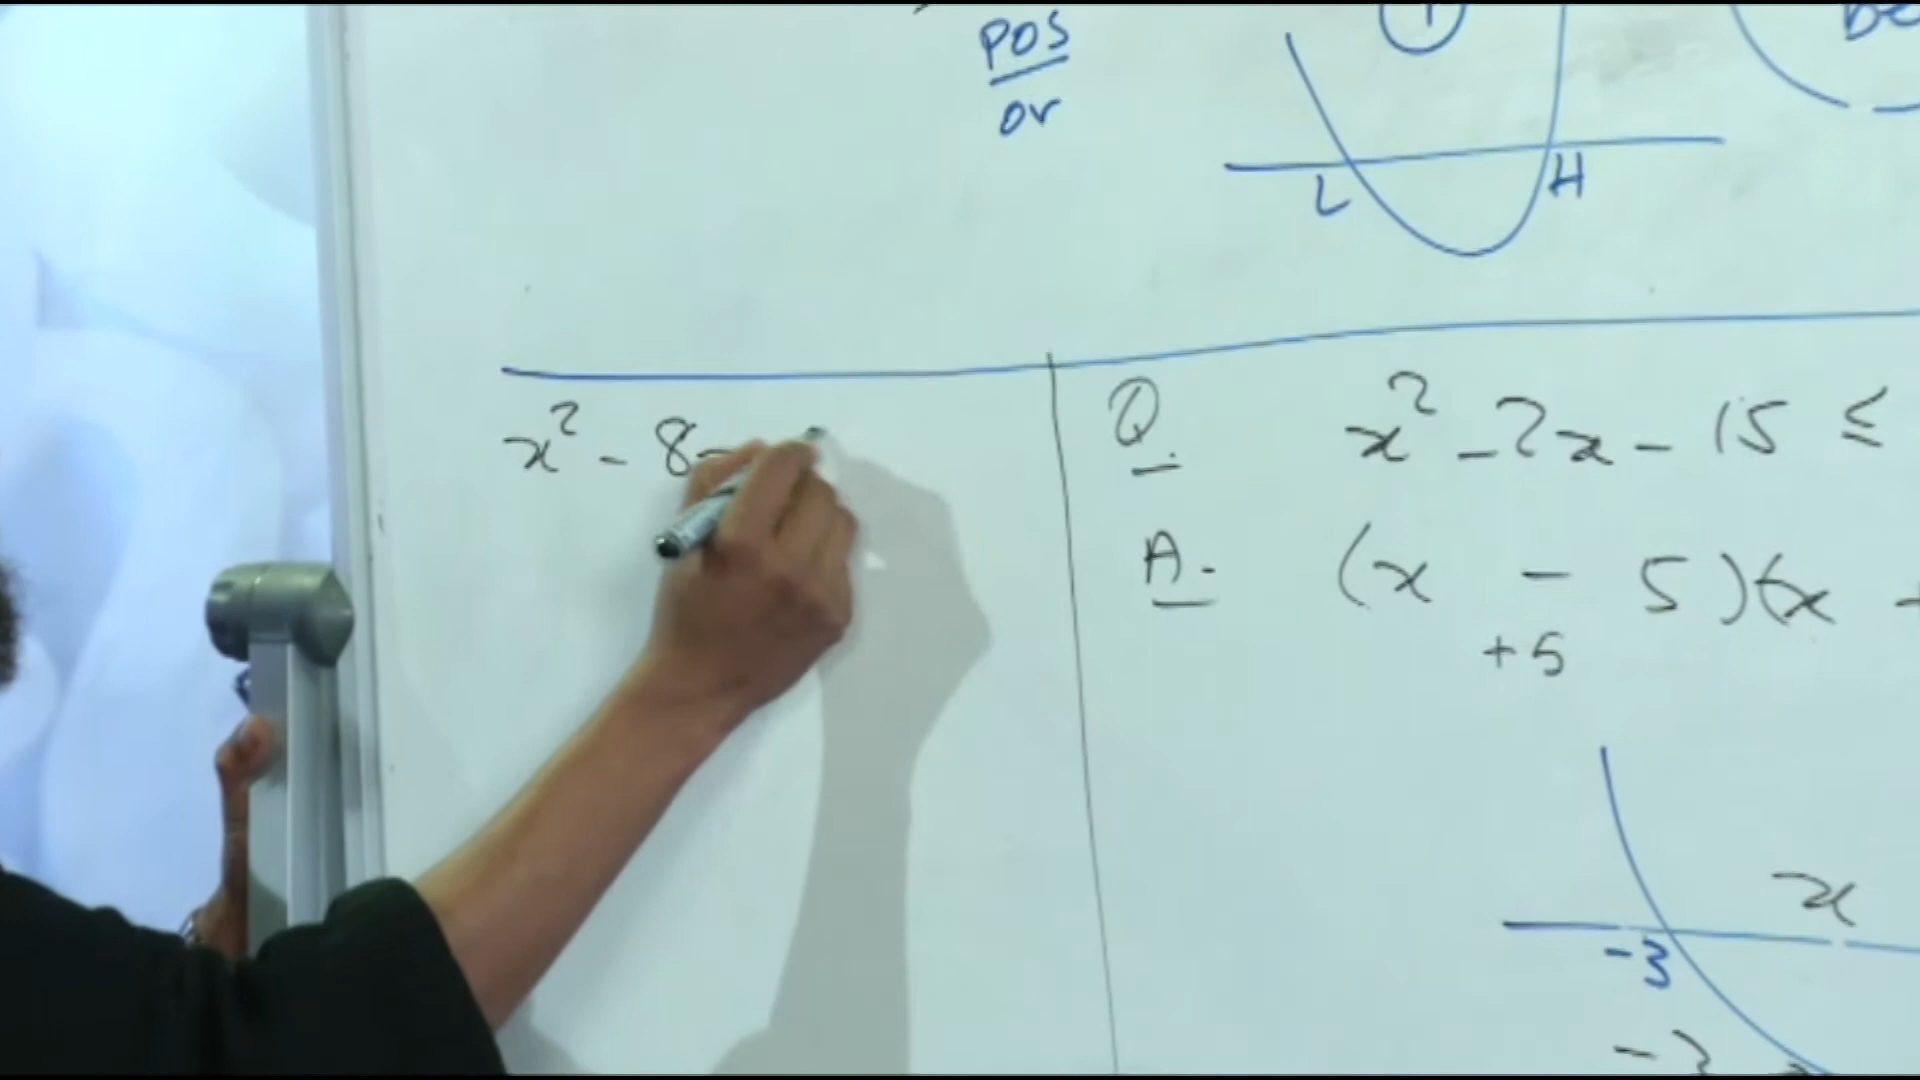 pos
or
L H
x² - 8
Q. x² - 2x - 15 ≤
A. (x - 5)(x
+5
x
-3